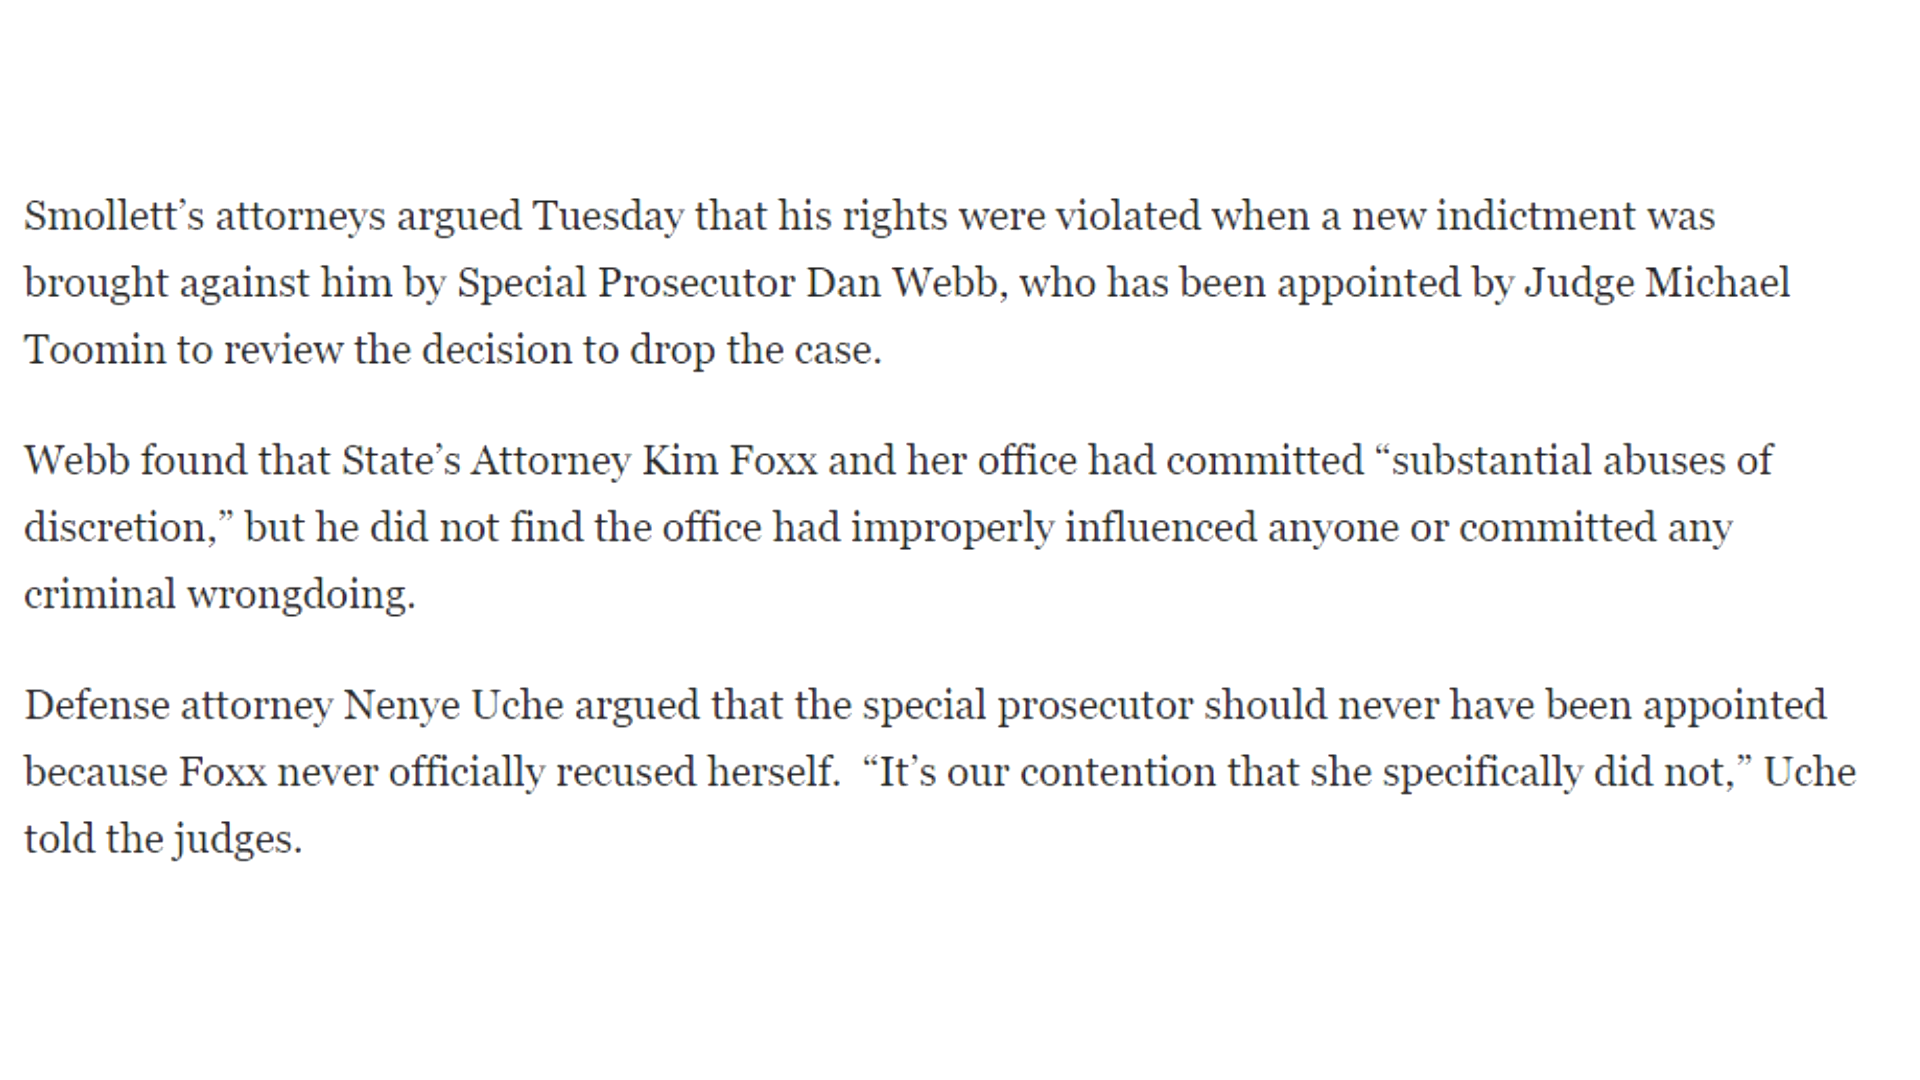 Smollett’s attorneys argued Tuesday that his rights were violated when a new indictment was
brought against him by Special Prosecutor Dan Webb, who has been appointed by Judge Michael
Toomin to review the decision to drop the case.
Webb found that State’s Attorney Kim Foxx and her office had committed “substantial abuses of
discretion,” but he did not find the office had improperly influenced anyone or committed any
criminal wrongdoing.
Defense attorney Nenye Uche argued that the special prosecutor should never have been appointed
because Foxx never officially recused herself.  “It’s our contention that she specifically did not,” Uche
told the judges.